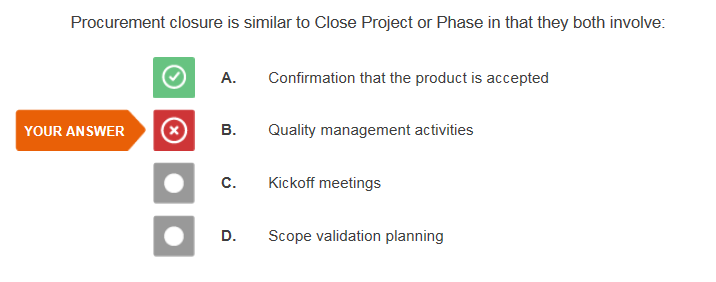 Procurement closure is similar to Close Project or Phase in that they both involve:
A. Confirmation that the product is accepted
YOUR ANSWER B. Quality management activities
C. Kickoff meetings
D. Scope validation planning